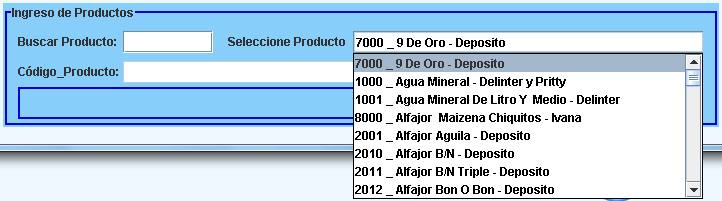 Ingreso de Productos
Buscar Producto: Seleccione Producto 7000 _ 9 De Oro - Deposito
7000 _ 9 De Oro - Deposito
Código_Producto:
1000 _ Agua Mineral - Delinter y Pritty
1001 _ Agua Mineral De Litro Y Medio - Delinter
8000 _ Alfajor Maizena Chiquitos - Ivana
2001 _ Alfajor Aguila - Deposito
2010 _ Alfajor B/N - Deposito
2011 _ Alfajor B/N Triple - Deposito
2012 _ Alfajor Bon O Bon - Deposito